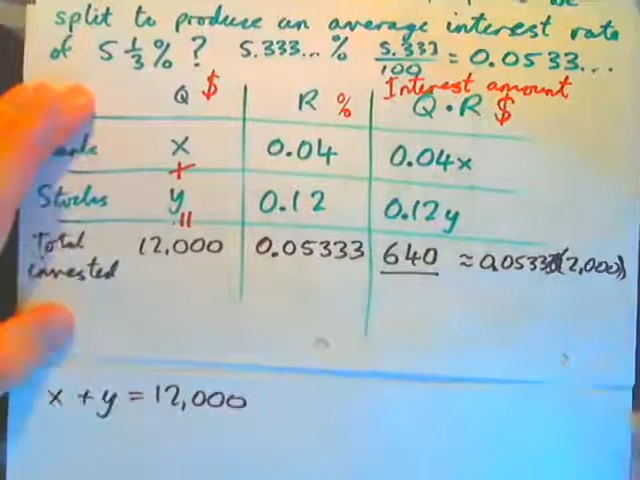 split to produce an average interest rate
of 5 1/3 % ? 5.333... % 5.333/100 = 0.0533...
Interest amount
Q $ R % Q·R $
x 0.04 0.04x
+
Stocks y 0.12 0.12y
=
Total 12,000 0.05333 640 ≈ 0.05333(12,000)
invested
x + y = 12,000